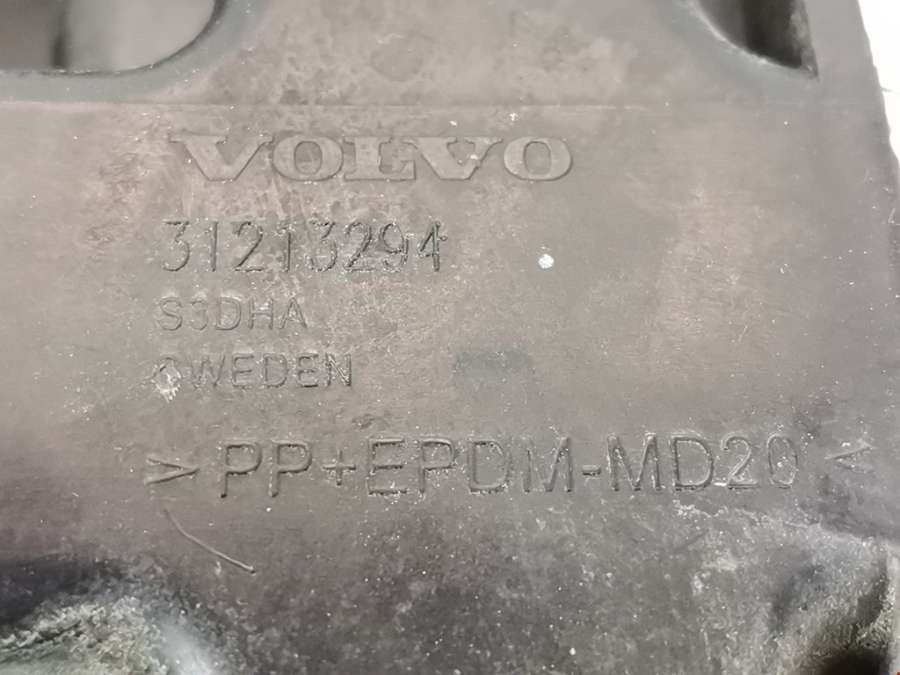 VOLVO
31213294
S3DHA
SWEDEN
>PP+EPDM-MD20<